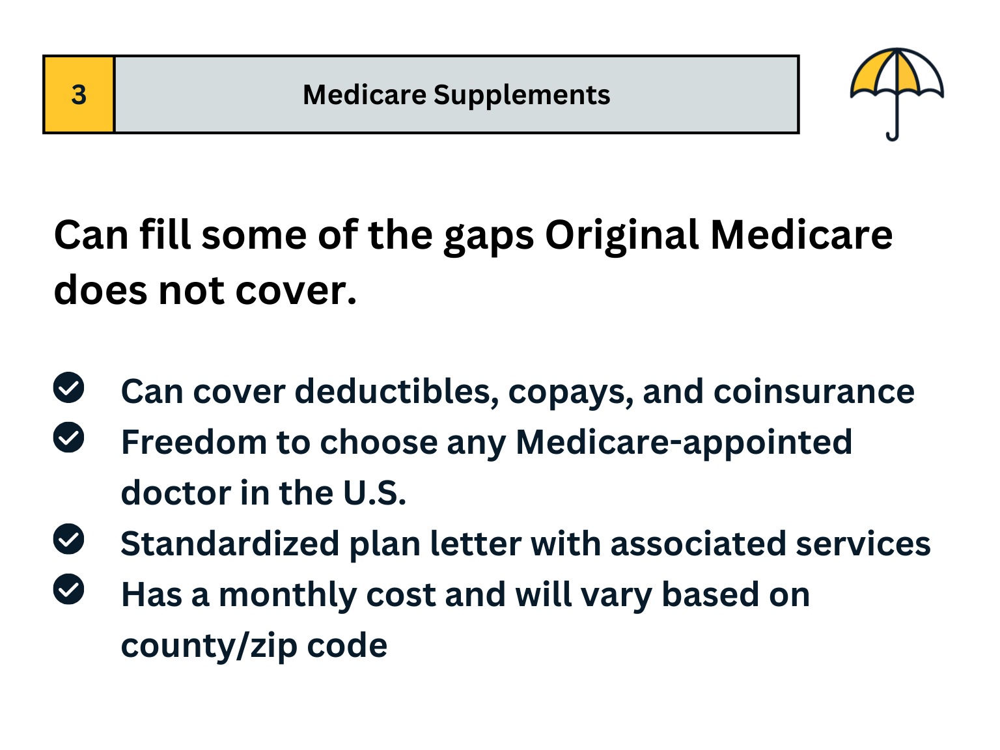 3
Medicare Supplements
Can fill some of the gaps Original Medicare
does not cover.
Can cover deductibles, copays, and coinsurance
Freedom to choose any Medicare-appointed
doctor in the U.S.
Standardized plan letter with associated services
Has a monthly cost and will vary based on
county/zip code